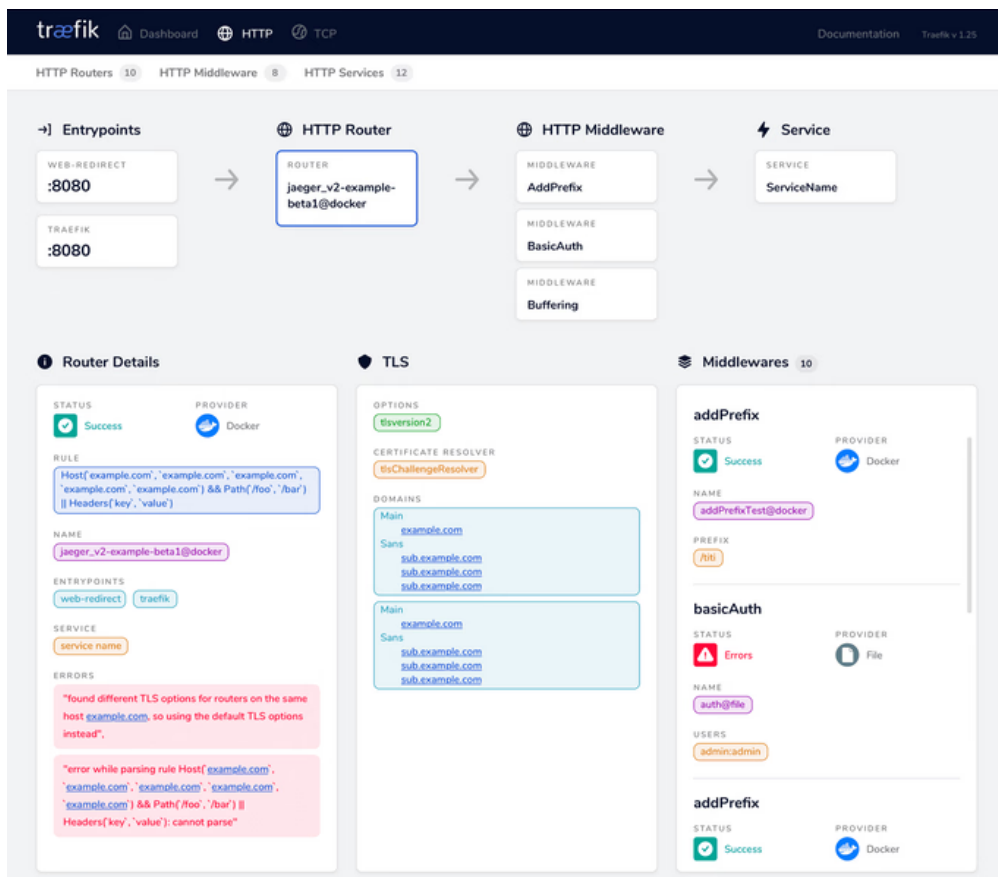 træfik Dashboard HTTP TCP Documentation Traefik v 1.25
HTTP Routers 10 HTTP Middleware 8 HTTP Services 12
Entrypoints
WEB-REDIRECT
:8080
TRAEFIK
:8080
HTTP Router
ROUTER
jaeger_v2-example-
beta1@docker
HTTP Middleware
MIDDLEWARE
AddPrefix
MIDDLEWARE
BasicAuth
MIDDLEWARE
Buffering
Service
SERVICE
ServiceName
Router Details
STATUS PROVIDER
Success Docker
RULE
Host(`example.com`, `example.com`, `example.com,
`example.com`, `example.com`) && Path(`/foo`, `/bar`)
|| Headers(`key`, `value`)
NAME
jaeger_v2-example-beta1@docker
ENTRYPOINTS
web-redirect traefik
SERVICE
service name
ERRORS
"found different TLS options for routers on the same
host example.com, so using the default TLS options
instead",
"error while parsing rule Host(`example.com`,
`example.com`, `example.com`, `example.com,
`example.com`) && Path(`/foo`, `/bar`) ||
Headers(`key`, `value`): cannot parse"
TLS
OPTIONS
tlsversion2
CERTIFICATE RESOLVER
tlsChallengeResolver
DOMAINS
Main
example.com
Sans
sub.example.com
sub.example.com
sub.example.com
Main
example.com
Sans
sub.example.com
sub.example.com
sub.example.com
Middlewares 10
addPrefix
STATUS PROVIDER
Success Docker
NAME
addPrefixTest@docker
PREFIX
/titi
basicAuth
STATUS PROVIDER
Errors File
NAME
auth@file
USERS
admin:admin
addPrefix
STATUS PROVIDER
Success Docker